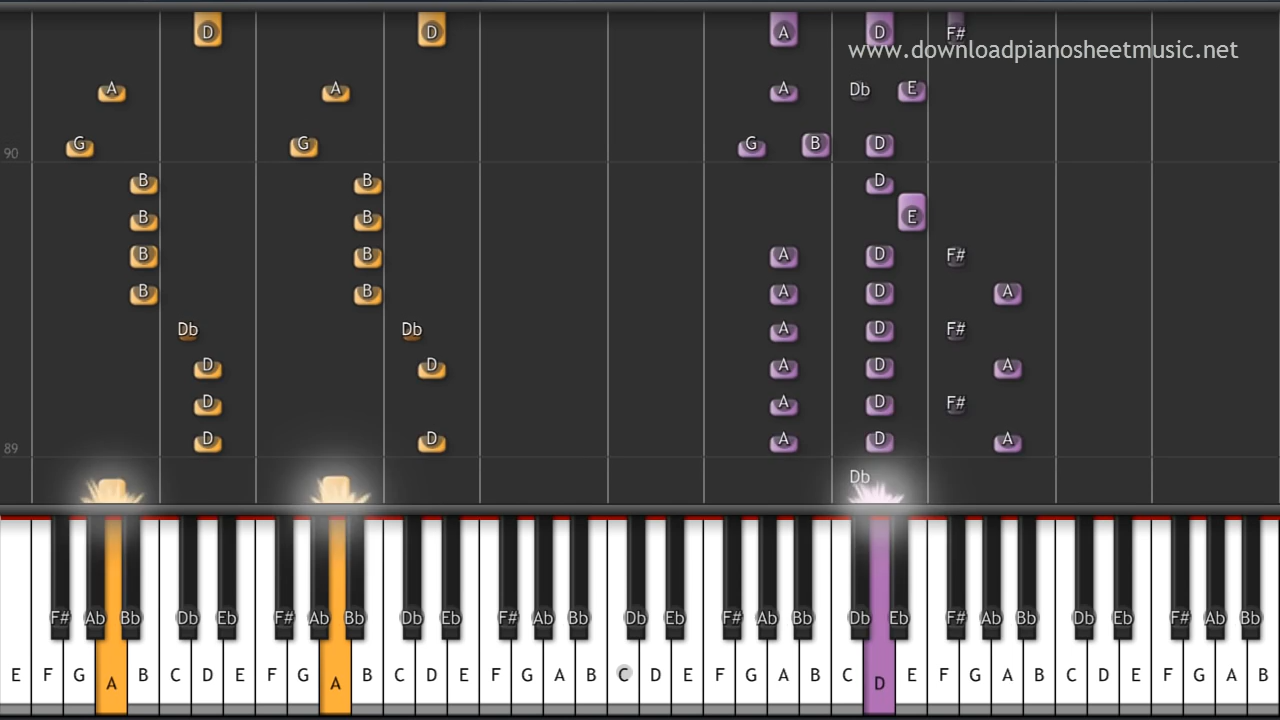 D D A D F#
www.downloadpianosheetmusic.net
A A A Db E
G G G B D
90
B B D
B B E
B B A D F#
B B A D A
Db Db A D F#
D D A D A
D A D F#
D D A D A
89
Db
F# Ab Bb Db Eb F# Ab Bb Db Eb F# Ab Bb Db Eb F# Ab Bb Db Eb F# Ab Bb Db Eb F# Ab Bb
E F G A B C D E F G A B C D E F G A B C D E F G A B C D E F G A B C D E F G A B